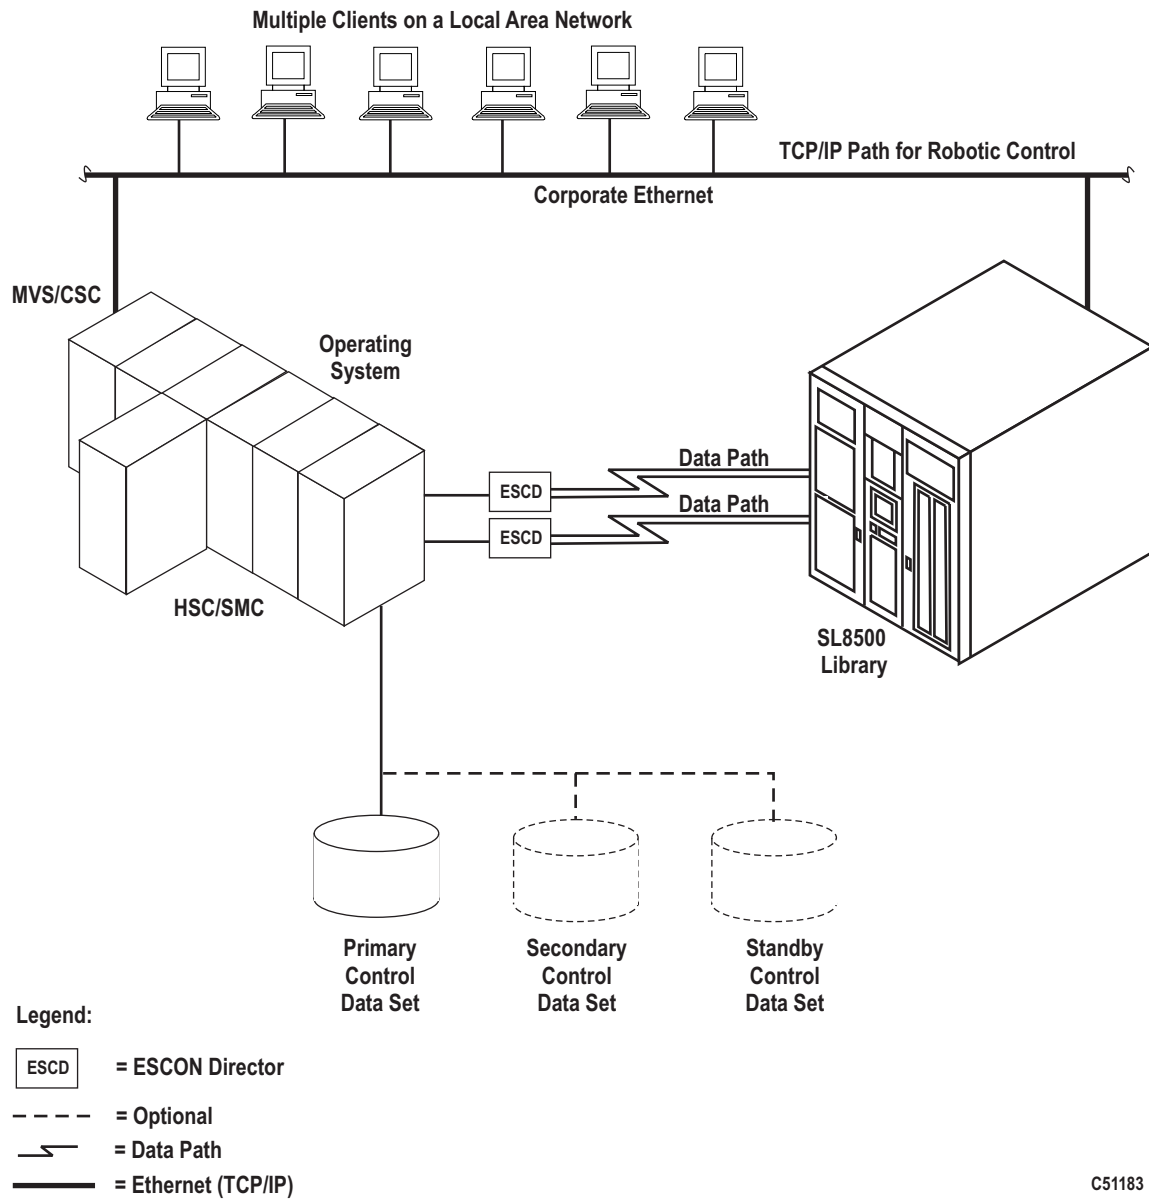 Multiple Clients on a Local Area Network
TCP/IP Path for Robotic Control
Corporate Ethernet
MVS/CSC
Operating
System
Data Path
ESCD
Data Path
ESCD
HSC/SMC
SL8500
Library
Primary
Control
Data Set
Secondary
Control
Data Set
Standby
Control
Data Set
Legend:
ESCD = ESCON Director
= Optional
= Data Path
= Ethernet (TCP/IP)
C51183